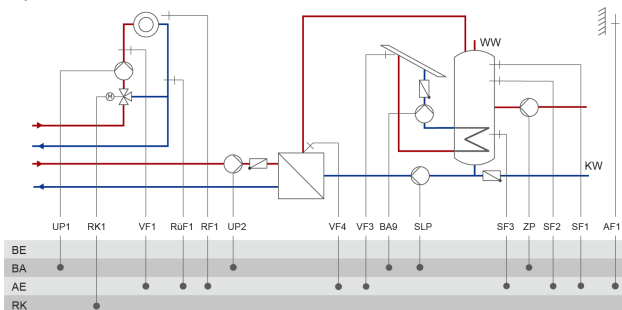 WW
M
KW
UP1 RK1 VF1 RüF1 RF1 UP2 VF4 VF3 BA9 SLP SF3 ZP SF2 SF1 AF1
BE
BA
AE
RK